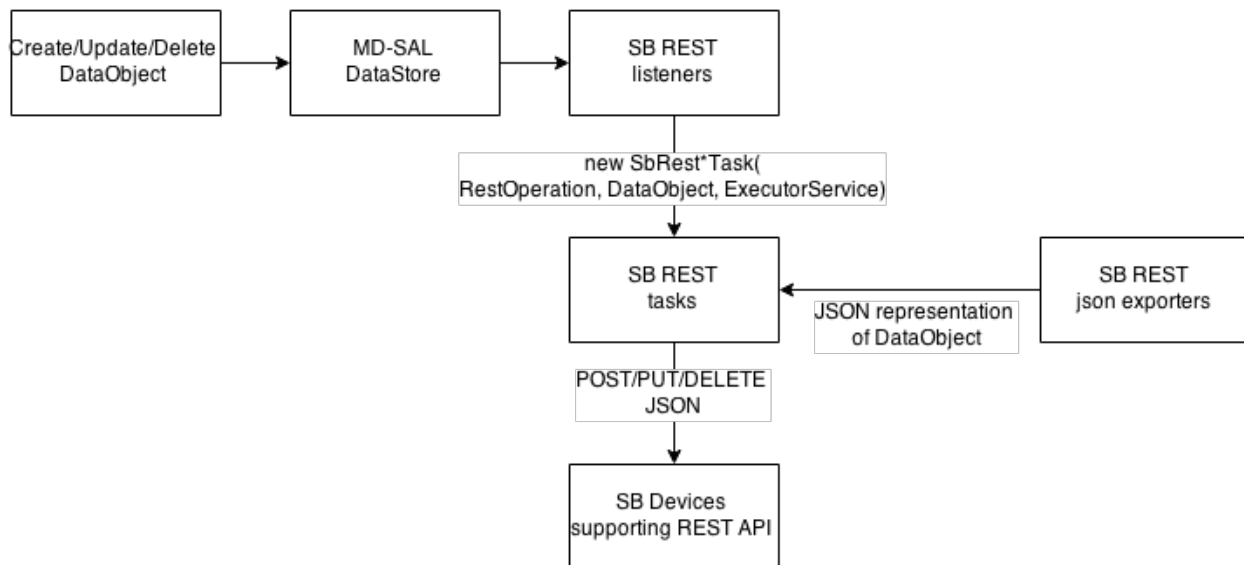 Create/Update/Delete
DataObject
MD-SAL
DataStore
SB REST
listeners
new SbRest*Task(
RestOperation, DataObject, ExecutorService)
SB REST
tasks
SB REST
json exporters
JSON representation
of DataObject
POST/PUT/DELETE
JSON
SB Devices
supporting REST API